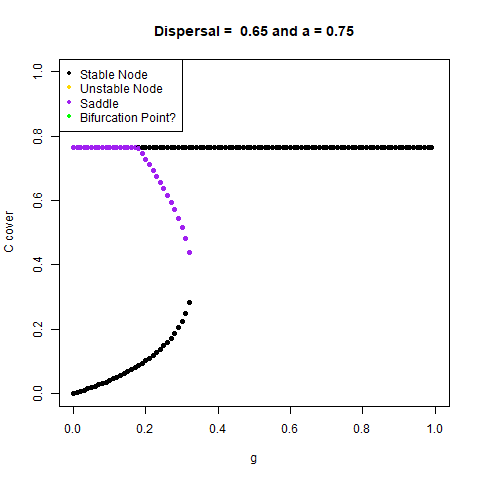 Dispersal =  0.65 and a = 0.75
Stable Node
Unstable Node
Saddle
Bifurcation Point?
C cover
1.0
0.8
0.6
0.4
0.2
0.0
0.0 0.2 0.4 0.6 0.8 1.0
g